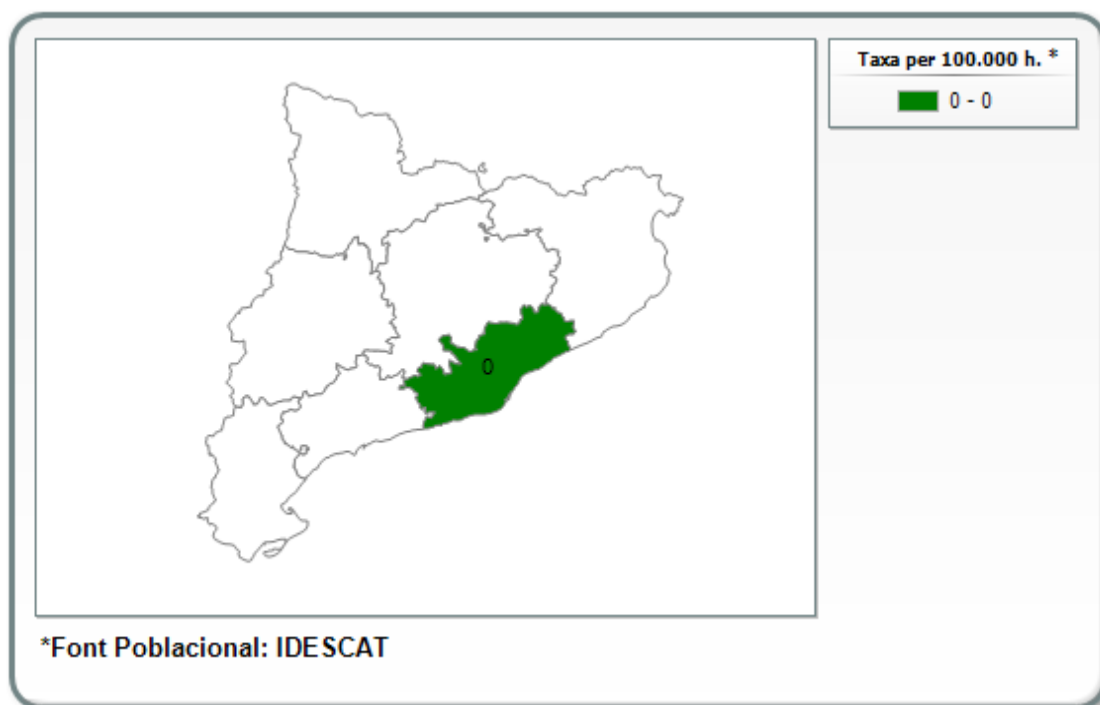 Taxa per 100.000 h. *
0 - 0
0
*Font Poblacional: IDESCAT